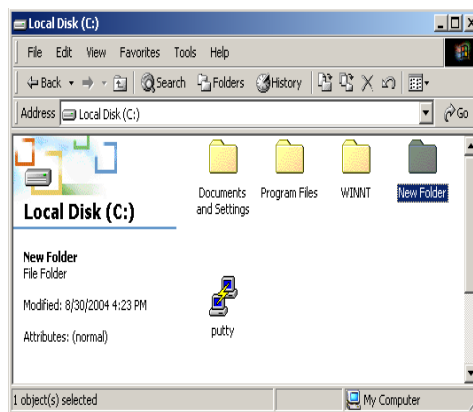 Local Disk (C:)
File Edit View Favorites Tools Help
Back Search Folders History
Address Local Disk (C:) Go
Local Disk (C:)
New Folder
File Folder
Modified: 8/30/2004 4:23 PM
Attributes: (normal)
Documents and Settings
Program Files
WINNT
New Folder
putty
1 object(s) selected
My Computer